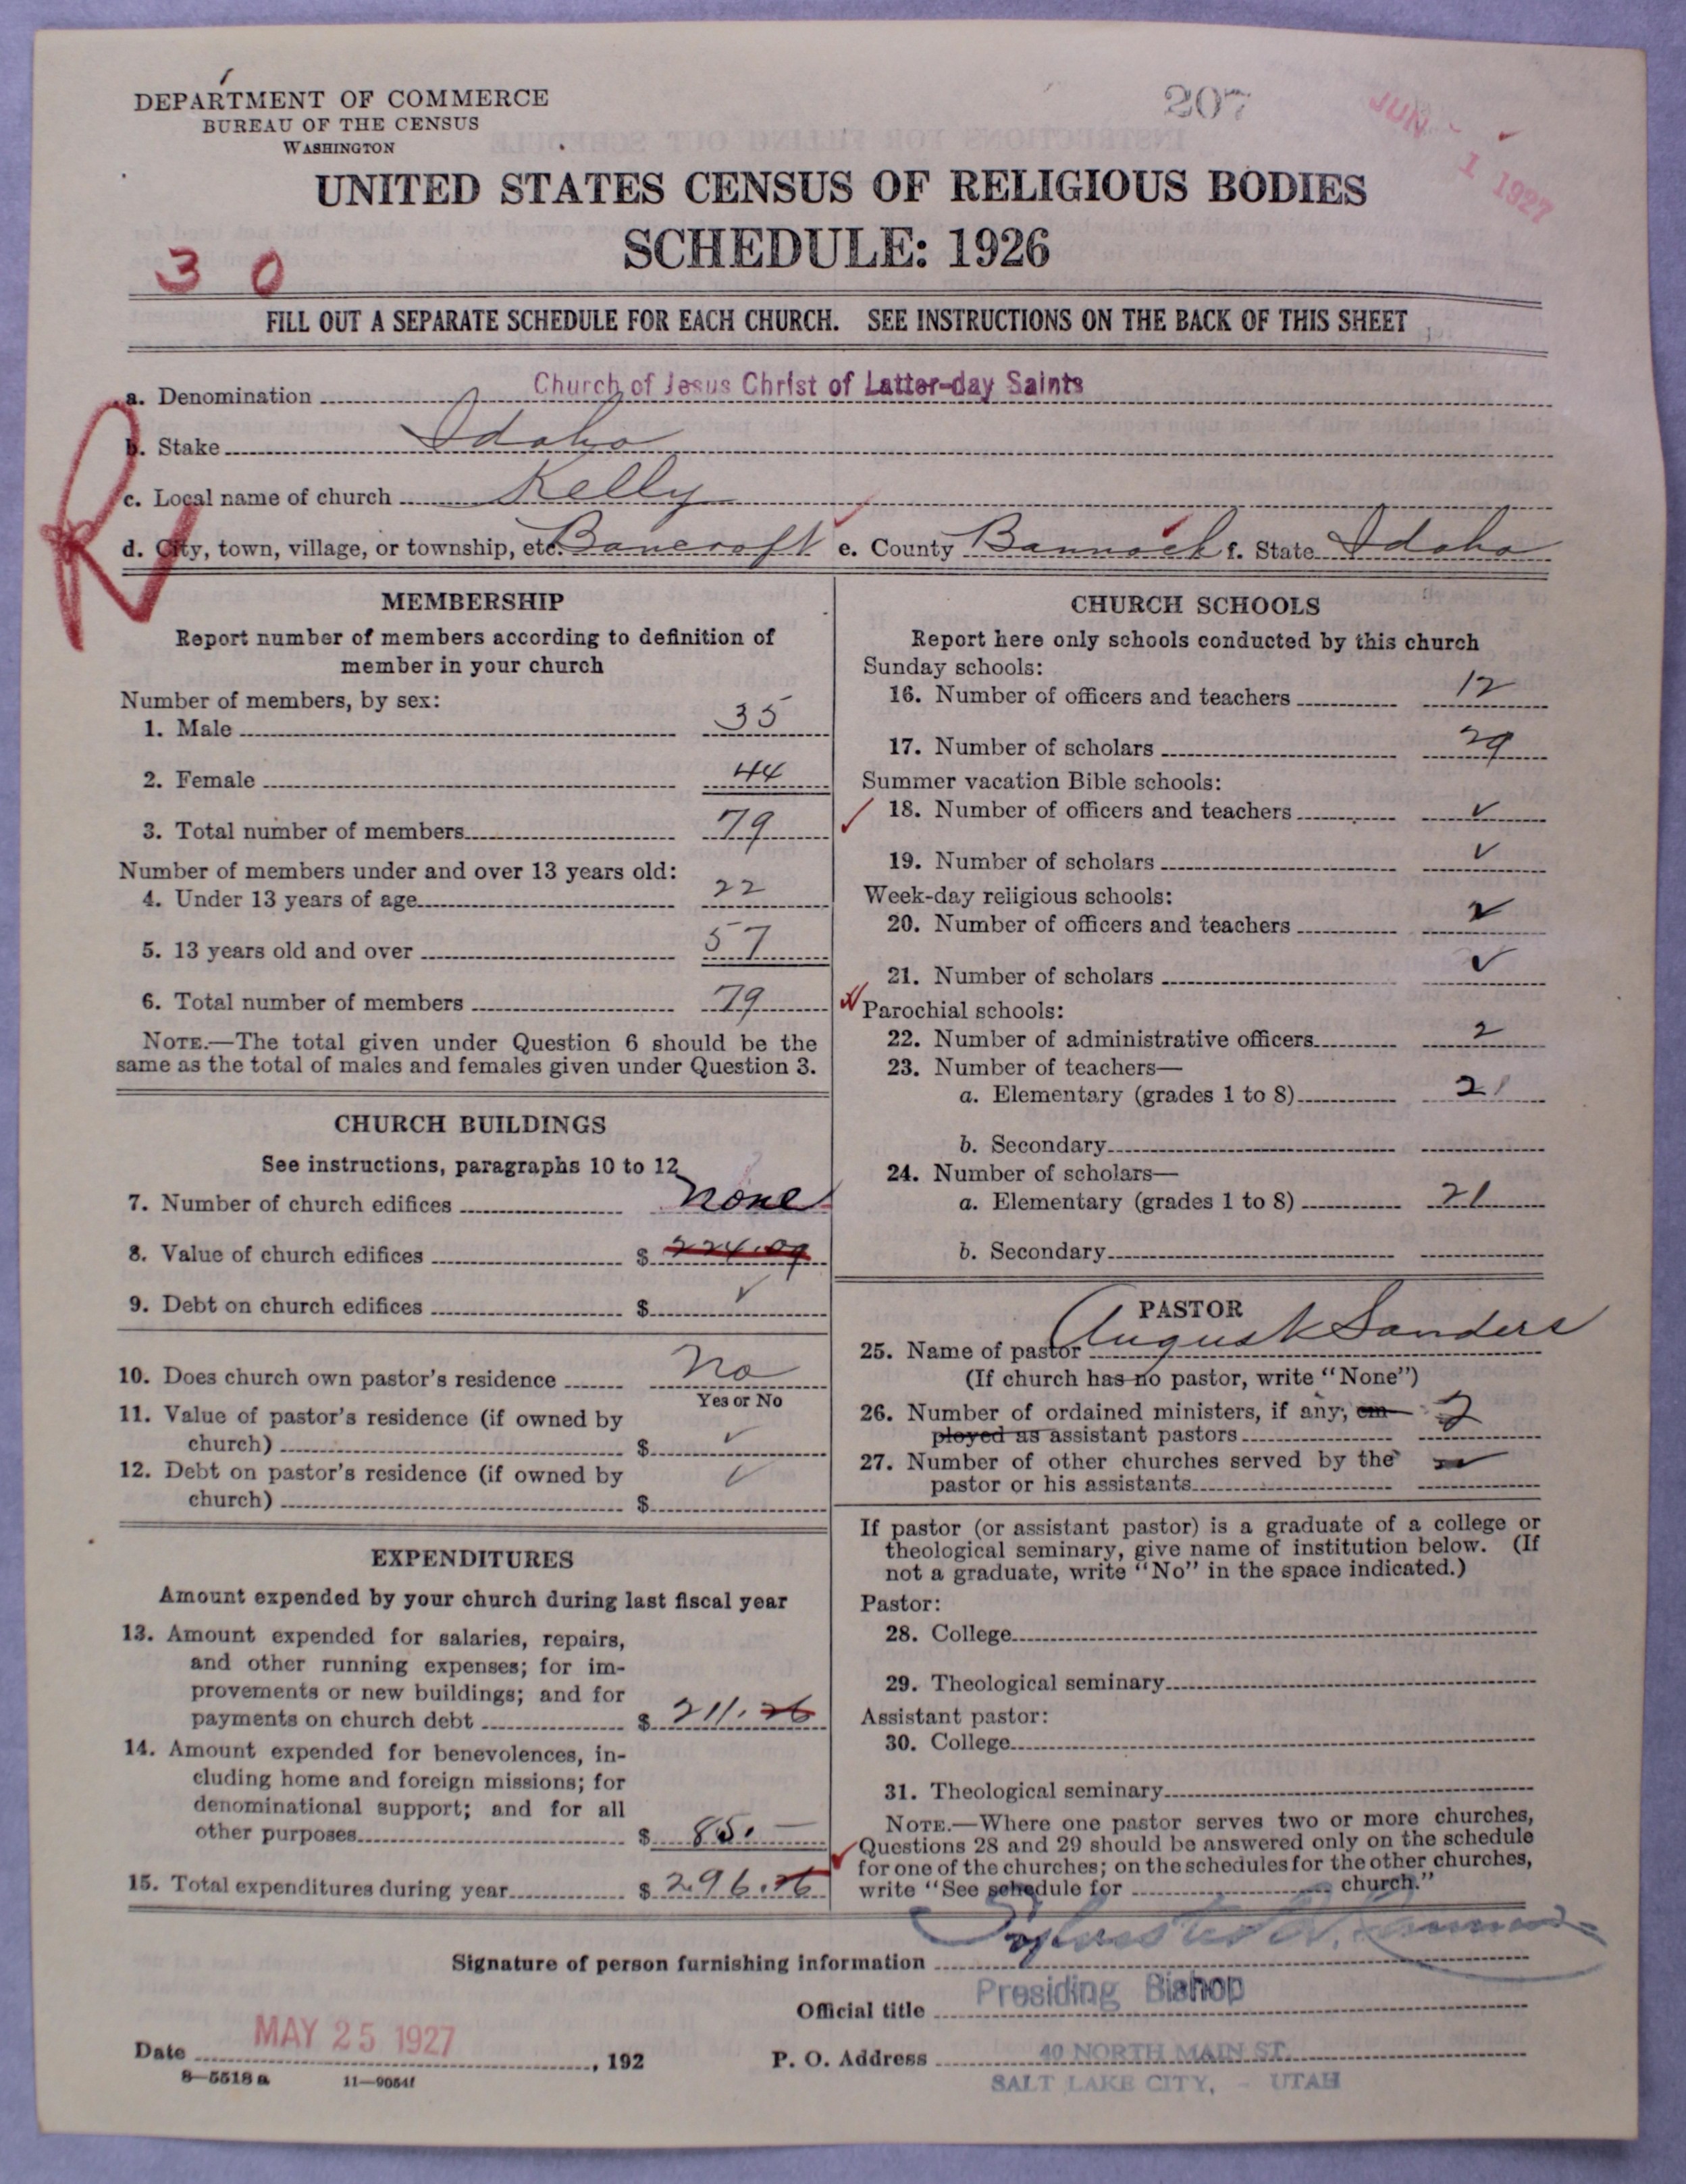 DEPARTMENT OF COMMERCE
BUREAU OF THE CENSUS
WASHINGTON
207
JUN - 1 1927
UNITED STATES CENSUS OF RELIGIOUS BODIES
SCHEDULE: 1926
3 0
FILL OUT A SEPARATE SCHEDULE FOR EACH CHURCH. SEE INSTRUCTIONS ON THE BACK OF THIS SHEET
a. Denomination Church of Jesus Christ of Latter-day Saints
b. Stake Idaho
c. Local name of church Kelly
R
d. City, town, village, or township, etc. Bancroft e. County Bannock f. State Idaho
MEMBERSHIP
Report number of members according to definition of
member in your church
Number of members, by sex:
1. Male 35
2. Female 44
3. Total number of members 79
Number of members under and over 13 years old:
4. Under 13 years of age 22
5. 13 years old and over 57
6. Total number of members 79
NOTE.—The total given under Question 6 should be the
same as the total of males and females given under Question 3.
CHURCH BUILDINGS
See instructions, paragraphs 10 to 12
7. Number of church edifices none
8. Value of church edifices $ 224.09
9. Debt on church edifices $ ✓
10. Does church own pastor's residence No
Yes or No
11. Value of pastor's residence (if owned by
church) $ ✓
12. Debt on pastor's residence (if owned by
church) $ ✓
EXPENDITURES
Amount expended by your church during last fiscal year
13. Amount expended for salaries, repairs,
and other running expenses; for im-
provements or new buildings; and for
payments on church debt $ 211.26
14. Amount expended for benevolences, in-
cluding home and foreign missions; for
denominational support; and for all
other purposes $ 85.—
15. Total expenditures during year $ 296.26
CHURCH SCHOOLS
Report here only schools conducted by this church
Sunday schools:
16. Number of officers and teachers 12
17. Number of scholars 29
Summer vacation Bible schools:
18. Number of officers and teachers ✓
19. Number of scholars ✓
Week-day religious schools:
20. Number of officers and teachers
21. Number of scholars ✓
Parochial schools:
22. Number of administrative officers 2
23. Number of teachers—
a. Elementary (grades 1 to 8) 21
b. Secondary
24. Number of scholars—
a. Elementary (grades 1 to 8) 21
b. Secondary
PASTOR
25. Name of pastor August Sanders
(If church has no pastor, write "None")
26. Number of ordained ministers, if any, em- 2
ployed as assistant pastors
27. Number of other churches served by the
pastor or his assistants
If pastor (or assistant pastor) is a graduate of a college or
theological seminary, give name of institution below. (If
not a graduate, write "No" in the space indicated.)
Pastor:
28. College
29. Theological seminary
Assistant pastor:
30. College
31. Theological seminary
NOTE.—Where one pastor serves two or more churches,
Questions 28 and 29 should be answered only on the schedule
for one of the churches; on the schedules for the other churches,
write "See schedule for church."
Signature of person furnishing information Sylvester Q. Cannon
Official title Presiding Bishop
Date MAY 25 1927, 192
P. O. Address 40 NORTH MAIN ST.
SALT LAKE CITY, - UTAH
8—5518a 11—9054f